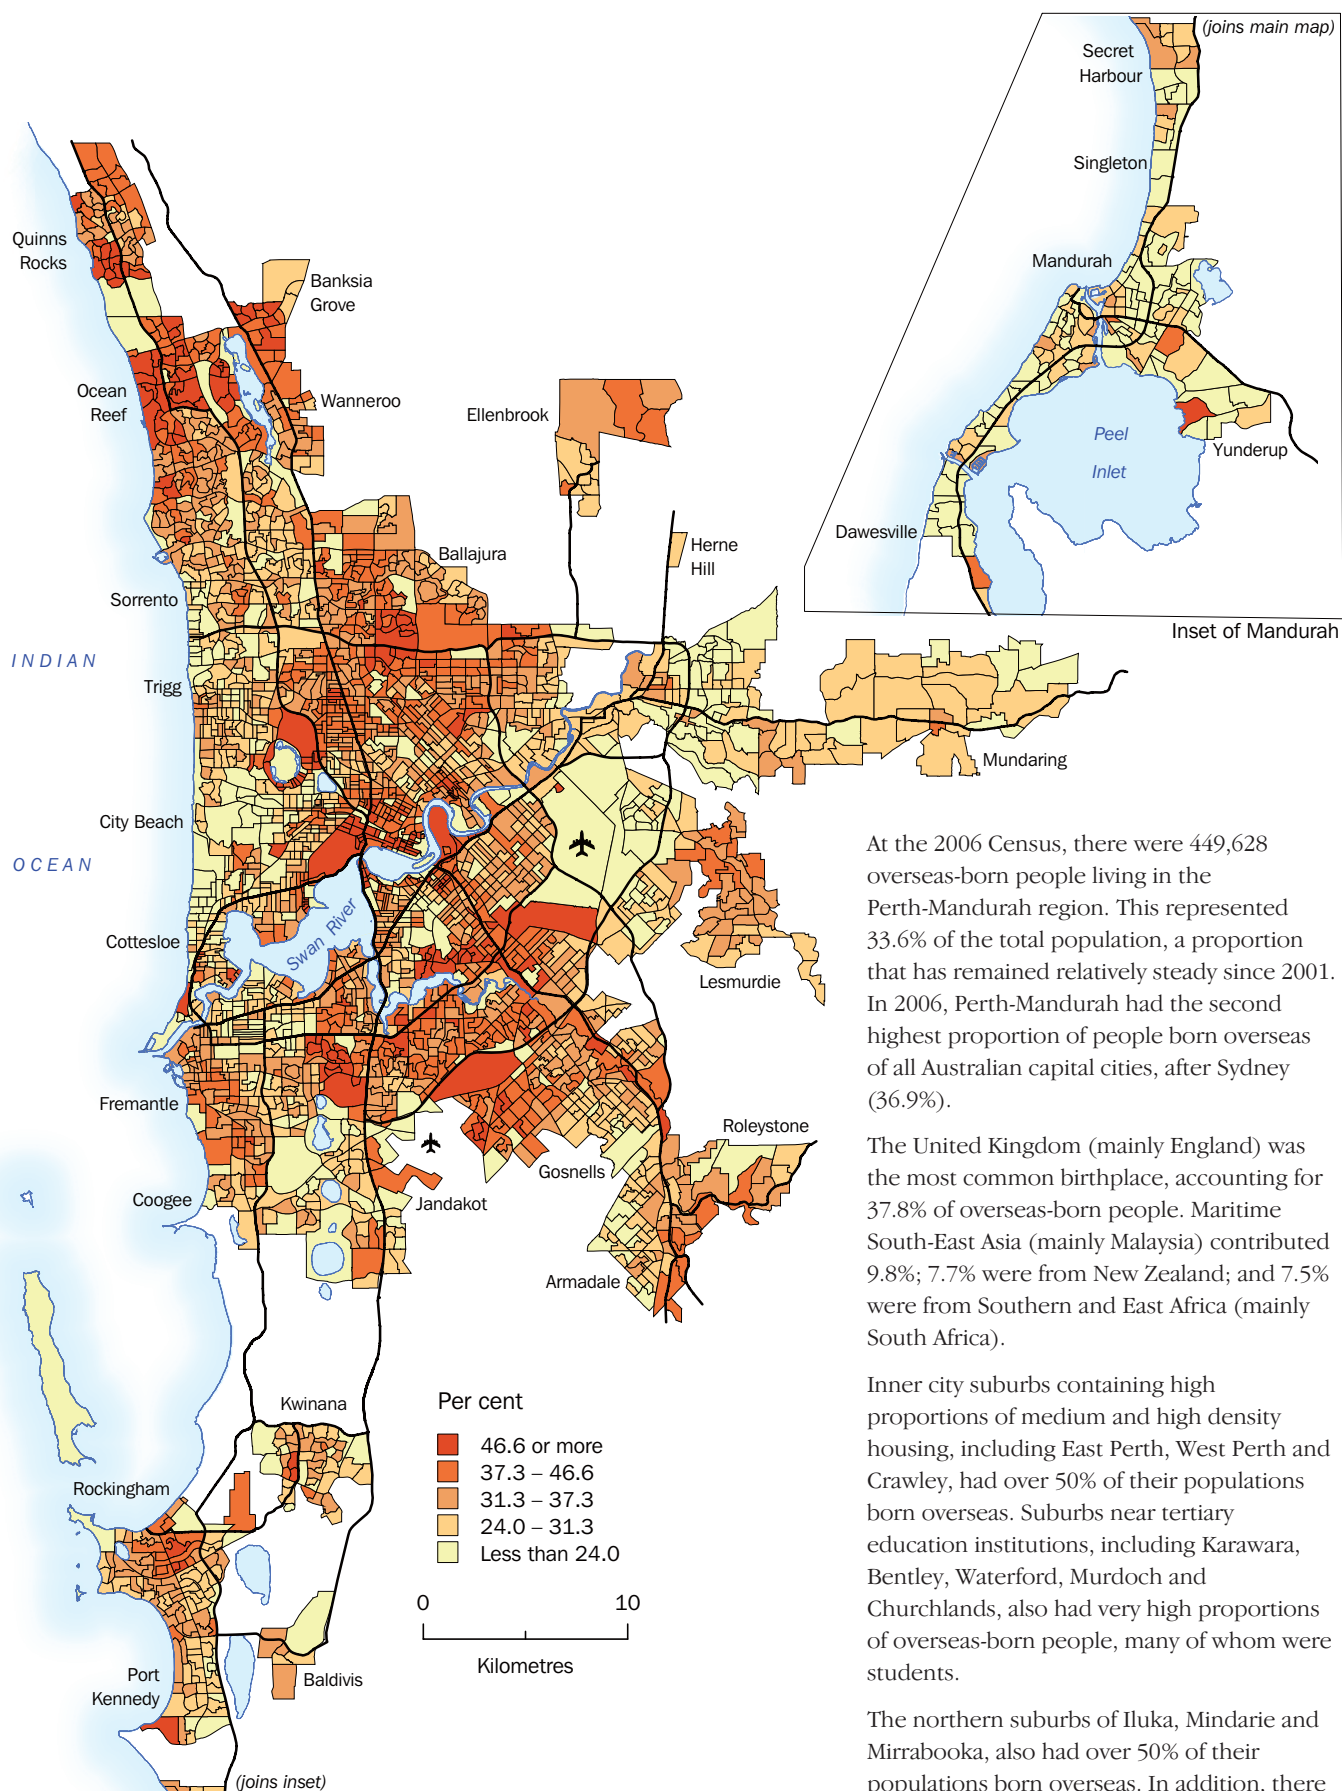 (joins main map)
Secret
Harbour
Singleton
Mandurah
Peel
Inlet
Yunderup
Dawesville
Inset of Mandurah
Quinns
Rocks
Banksia
Grove
Ocean
Reef
Wanneroo
Ellenbrook
Ballajura
Herne
Hill
Sorrento
INDIAN
Trigg
Mundaring
City Beach
OCEAN
Cottesloe
Swan River
Lesmurdie
Fremantle
Roleystone
Gosnells
Coogee
Jandakot
Armadale
Kwinana
Rockingham
Port
Kennedy
Baldivis
(joins inset)
Per cent
46.6 or more
37.3 – 46.6
31.3 – 37.3
24.0 – 31.3
Less than 24.0
0 10
Kilometres
At the 2006 Census, there were 449,628
overseas-born people living in the
Perth-Mandurah region. This represented
33.6% of the total population, a proportion
that has remained relatively steady since 2001.
In 2006, Perth-Mandurah had the second
highest proportion of people born overseas
of all Australian capital cities, after Sydney
(36.9%).
The United Kingdom (mainly England) was
the most common birthplace, accounting for
37.8% of overseas-born people. Maritime
South-East Asia (mainly Malaysia) contributed
9.8%; 7.7% were from New Zealand; and 7.5%
were from Southern and East Africa (mainly
South Africa).
Inner city suburbs containing high
proportions of medium and high density
housing, including East Perth, West Perth and
Crawley, had over 50% of their populations
born overseas. Suburbs near tertiary
education institutions, including Karawara,
Bentley, Waterford, Murdoch and
Churchlands, also had very high proportions
of overseas-born people, many of whom were
students.
The northern suburbs of Iluka, Mindarie and
Mirrabooka, also had over 50% of their
populations born overseas. In addition, there